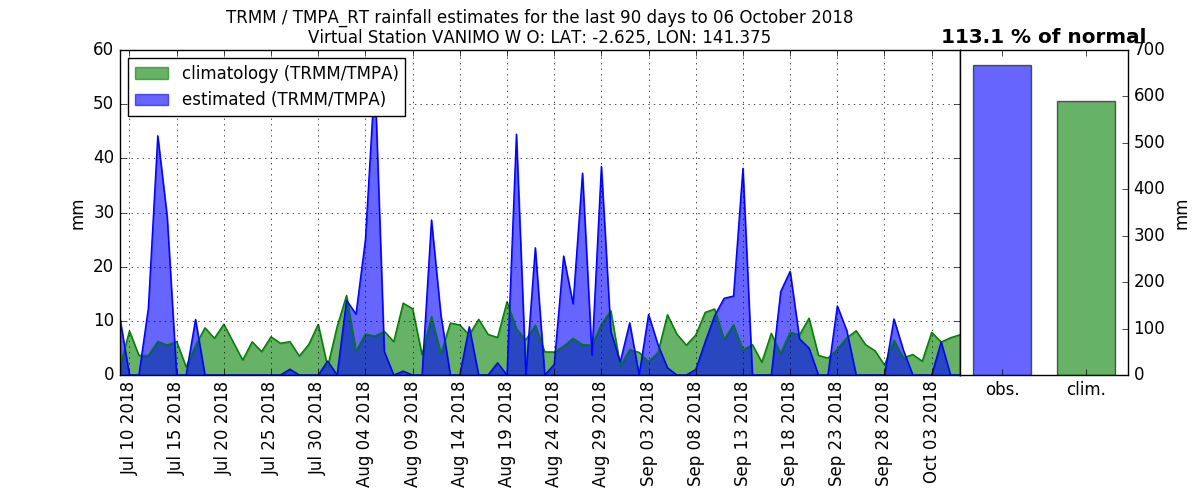 TRMM / TMPA_RT rainfall estimates for the last 90 days to 06 October 2018
Virtual Station VANIMO W O: LAT: -2.625, LON: 141.375
113.1 % of normal
climatology (TRMM/TMPA)
estimated (TRMM/TMPA)
60
50
40
30
20
10
0
mm
Jul 10 2018
Jul 15 2018
Jul 20 2018
Jul 25 2018
Jul 30 2018
Aug 04 2018
Aug 09 2018
Aug 14 2018
Aug 19 2018
Aug 24 2018
Aug 29 2018
Sep 03 2018
Sep 08 2018
Sep 13 2018
Sep 18 2018
Sep 23 2018
Sep 28 2018
Oct 03 2018
obs.
clim.
700
600
500
400
300
200
100
0
mm